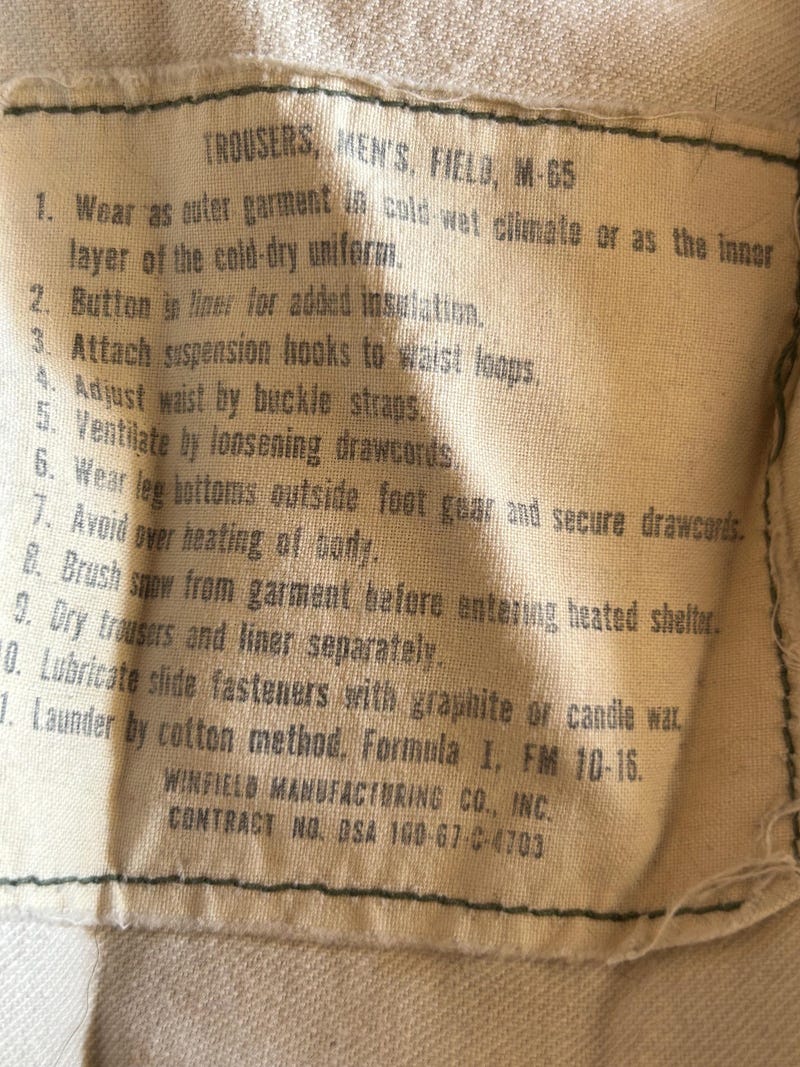 TROUSERS, MEN'S, FIELD, M-65
1. Wear as outer garment in cold-wet climate or as the inner
layer of the cold-dry uniform.
2. Button in liner for added insulation.
3. Attach suspension hooks to waist loops.
4. Adjust waist by buckle straps.
5. Ventilate by loosening drawcords.
6. Wear leg bottoms outside foot gear and secure drawcords.
7. Avoid over heating of body.
8. Brush snow from garment before entering heated shelter.
9. Dry trousers and liner separately.
0. Lubricate slide fasteners with graphite or candle wax.
1. Launder by cotton method. Formula I. FM 10-16.
WINFIELD MANUFACTURING CO., INC.
CONTRACT NO. DSA 100-67-C-4703